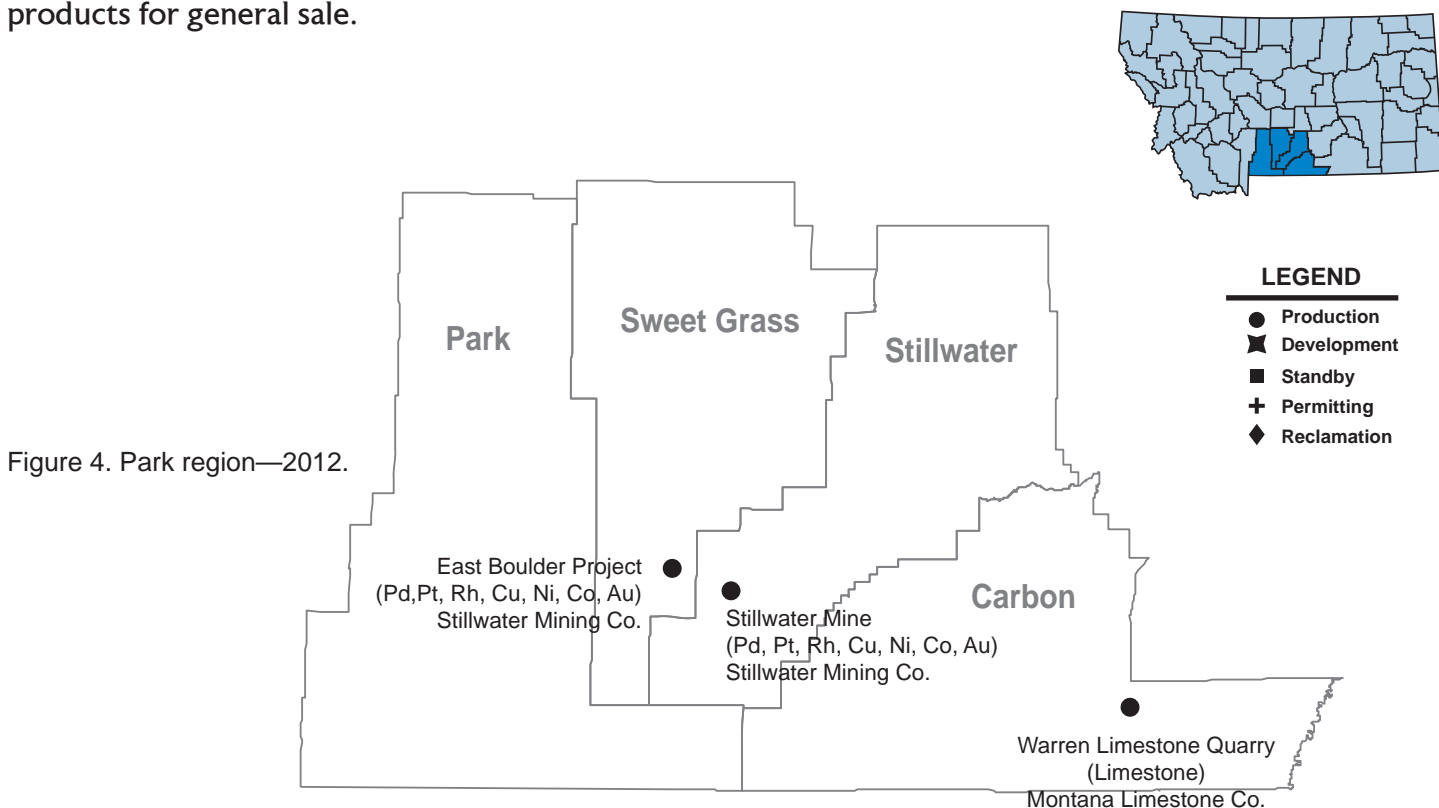 products for general sale.
LEGEND
Production
Development
Standby
Permitting
Reclamation
Park
Sweet Grass
Stillwater
Carbon
Figure 4. Park region—2012.
East Boulder Project
(Pd,Pt, Rh, Cu, Ni, Co, Au)
Stillwater Mining Co.
Stillwater Mine
(Pd, Pt, Rh, Cu, Ni, Co, Au)
Stillwater Mining Co.
Warren Limestone Quarry
(Limestone)
Montana Limestone Co.